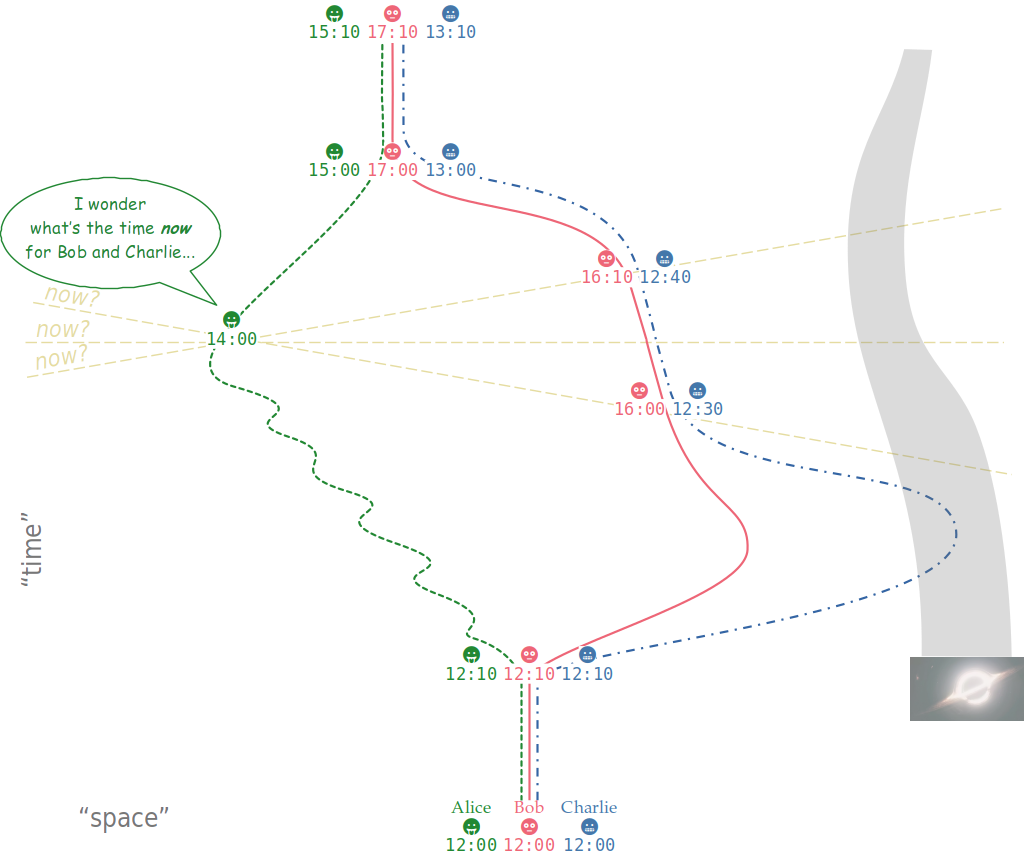 15:10 17:10 13:10
15:00 17:00 13:00
I wonder
what's the time now
for Bob and Charlie...
16:10 12:40
now?
14:00
now?
now?
16:00 12:30
“time”
12:10 12:10 12:10
Alice Bob Charlie
“space”
12:00 12:00 12:00